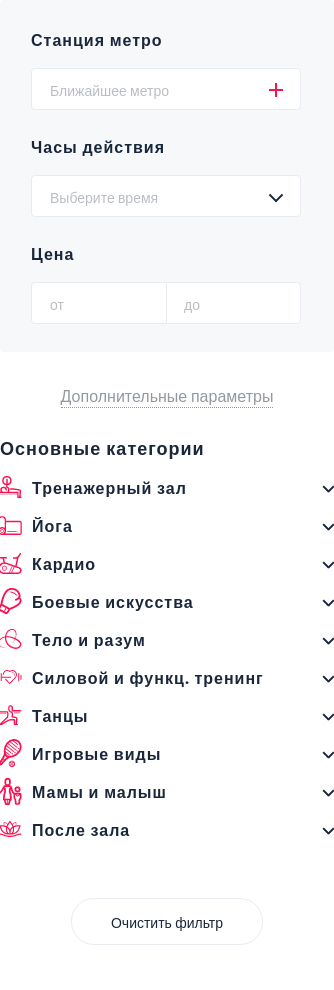 Станция метро
Ближайшее метро
Часы действия
Выберите время
Цена
от до
Дополнительные параметры
Основные категории
Тренажерный зал
Йога
Кардио
Боевые искусства
Тело и разум
Силовой и функц. тренинг
Танцы
Игровые виды
Мамы и малыш
После зала
Очистить фильтр